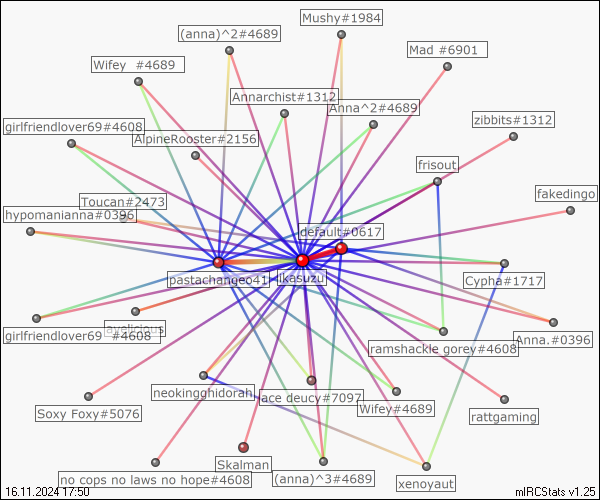 Mushy#1984
(anna)^2#4689
Mad #6901
Wifey  #4689
Annarchist#1312
Anna^2#4689
zibbits#1312
girlfriendlover69#4608
AlpineRooster#2156
frisout
fakedingo
Toucan#2473
hypomanianna#0396
default#0617
pastachangeo41
ikasuzu
Cypha#1717
girlfriendlover69  #4608
ayelicious
ramshackle gorey#4608
Anna.#0396
neokingghidorah
ace deucy#7097
Wifey#4689
rattgaming
Soxy Foxy#5076
Skalman
no cops no laws no hope#4608
(anna)^3#4689
xenoyaut
16.11.2024 17:50
mIRCStats v1.25